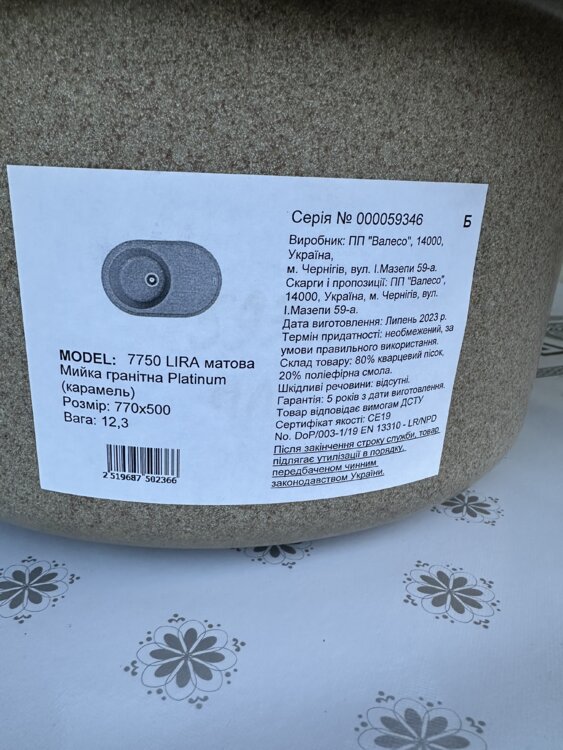 MODEL: 7750 LIRA матова
Мийка гранітна Platinum
(карамель)
Розмір: 770x500
Вага: 12,3
2 519687 502366
Серія № 000059346 Б
Виробник: ПП "Валесо", 14000,
Україна,
м. Чернігів, вул. І.Мазепи 59-а.
Скарги і пропозиції: ПП "Валесо",
14000, Україна, м. Чернігів, вул.
І.Мазепи 59-а.
Дата виготовлення: Липень 2023 р.
Термін придатності: необмежений, за
умови правильного використання.
Склад товару: 80% кварцевий пісок,
20% поліефірна смола.
Шкідливі речовини: відсутні.
Гарантія: 5 років з дати виготовлення.
Товар відповідає вимогам ДСТУ
Сертифікат якості: CE19
No. DoP/003-1/19 EN 13310 - LR/NPD
Після закінчення строку служби, товар
підлягає утилізації в порядку,
передбаченом чинним
законодавством України.